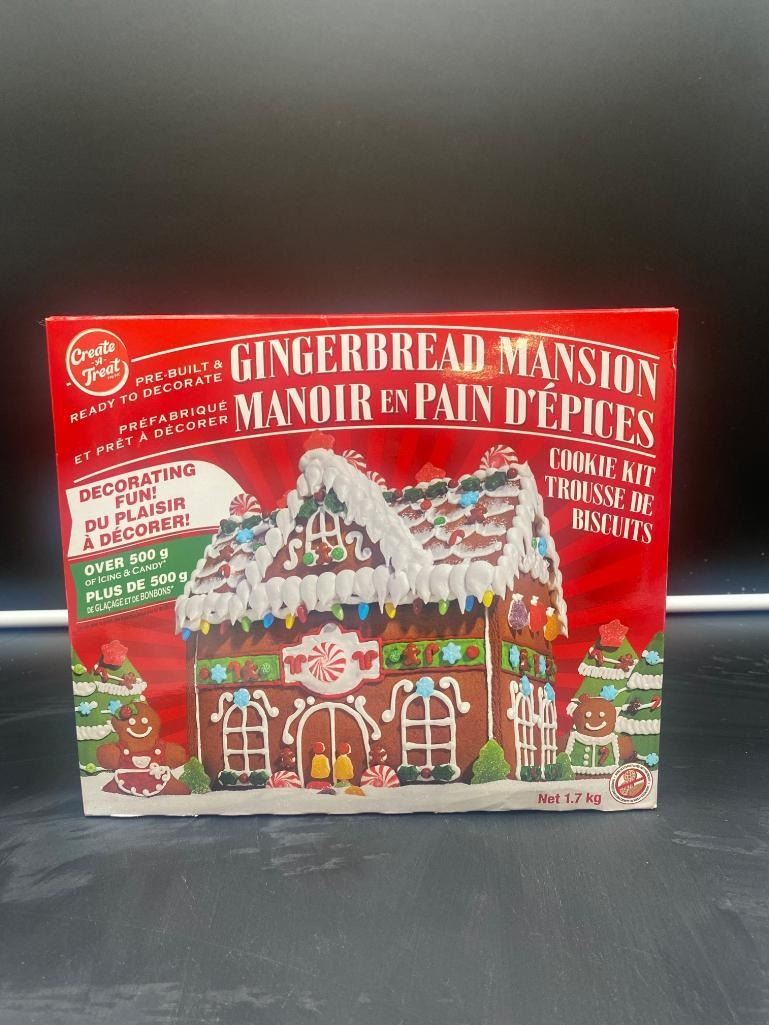 Create
-A-
Treat
PRE-BUILT &
READY TO DECORATE
GINGERBREAD MANSION
PRÉFABRIQUÉ
ET PRÊT À DÉCORER
MANOIR EN PAIN D'ÉPICES
COOKIE KIT
TROUSSE DE
BISCUITS
DECORATING
FUN!
DU PLAISIR
À DÉCORER!
OVER 500 g
OF ICING & CANDY*
PLUS DE 500 g
DE GLAÇAGE ET DE BONBONS*
Net 1.7 kg